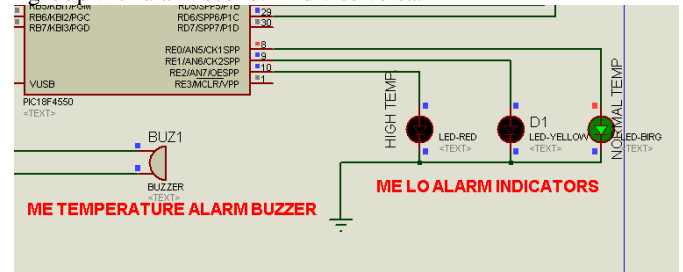 RB5/KBI1/PGM
RB6/KBI2/PGC
RB7/KBI3/PGD
RD5/SPP5/P1B
RD6/SPP6/P1C
RD7/SPP7/P1D
29
30
RE0/AN5/CK1SPP
RE1/AN6/CK2SPP
RE2/AN7/OESPP
RE3/MCLR/VPP
8
9
10
1
VUSB
PIC18F4550
<TEXT>
HIGH TEMP.
LED-RED
<TEXT>
D1
LED-YELLOW
<TEXT>
NORMAL TEMP
LED-BIRG
<TEXT>
BUZ1
BUZZER
<TEXT>
ME TEMPERATURE ALARM BUZZER
ME LO ALARM INDICATORS